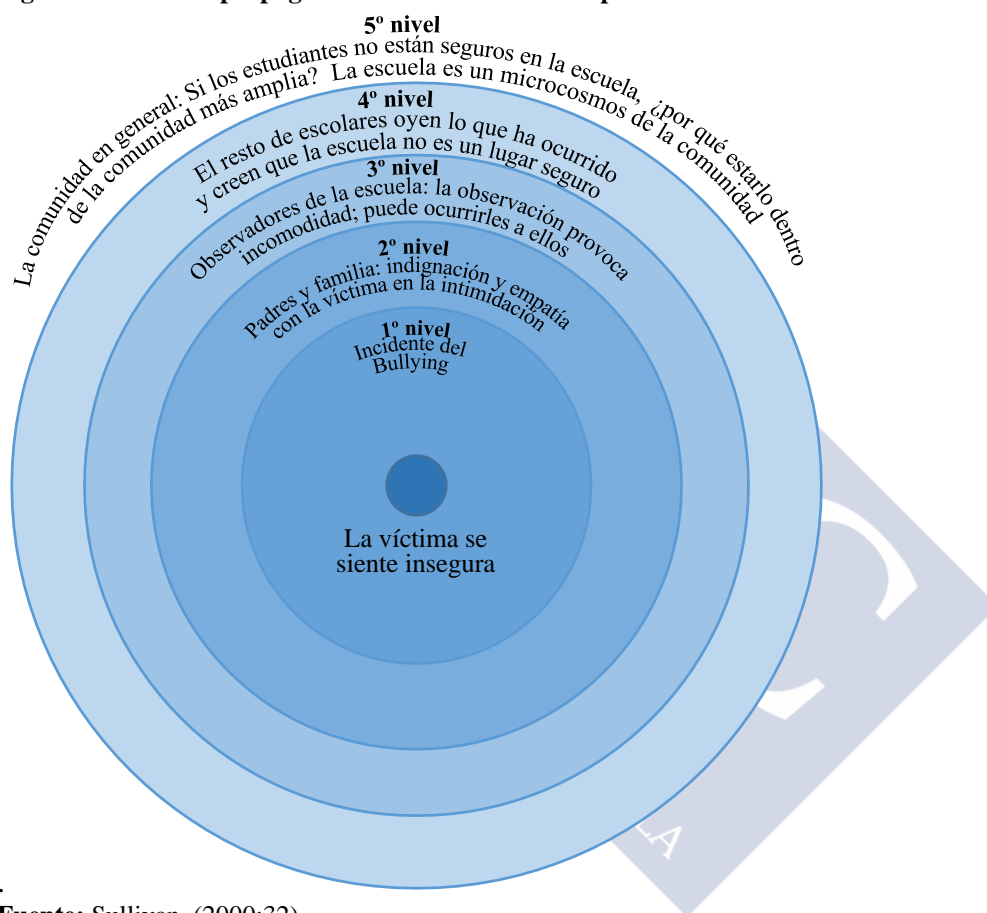 5º nivel
La comunidad en general: Si los estudiantes no están seguros en la escuela, ¿por qué estarlo dentro
de la comunidad más amplia? La escuela es un microcosmos de la comunidad
4º nivel
El resto de escolares oyen lo que ha ocurrido
y creen que la escuela no es un lugar seguro
3º nivel
Observadores de la escuela: la observación provoca
incomodidad; puede ocurrirles a ellos
2º nivel
Padres y familia: indignación y empatía
con la víctima en la intimidación
1º nivel
Incidente del
Bullying
La víctima se
siente insegura
LA
.
Fuente: Sullivan, (2000:32)